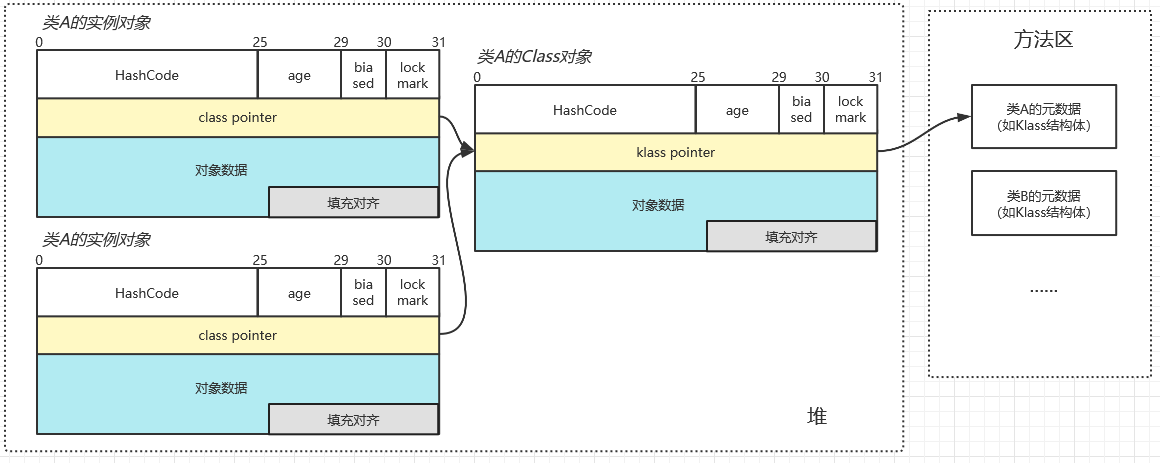 类A的实例对象
0 25 29 30 31
HashCode age bia lock
sed mark
class pointer
对象数据
填充对齐
类A的实例对象
0 25 29 30 31
HashCode age bia lock
sed mark
class pointer
对象数据
填充对齐
类A的Class对象
0 25 29 30 31
HashCode age bia lock
sed mark
klass pointer
对象数据
填充对齐
堆
方法区
类A的元数据
(如Klass结构体)
类B的元数据
(如Klass结构体)
......